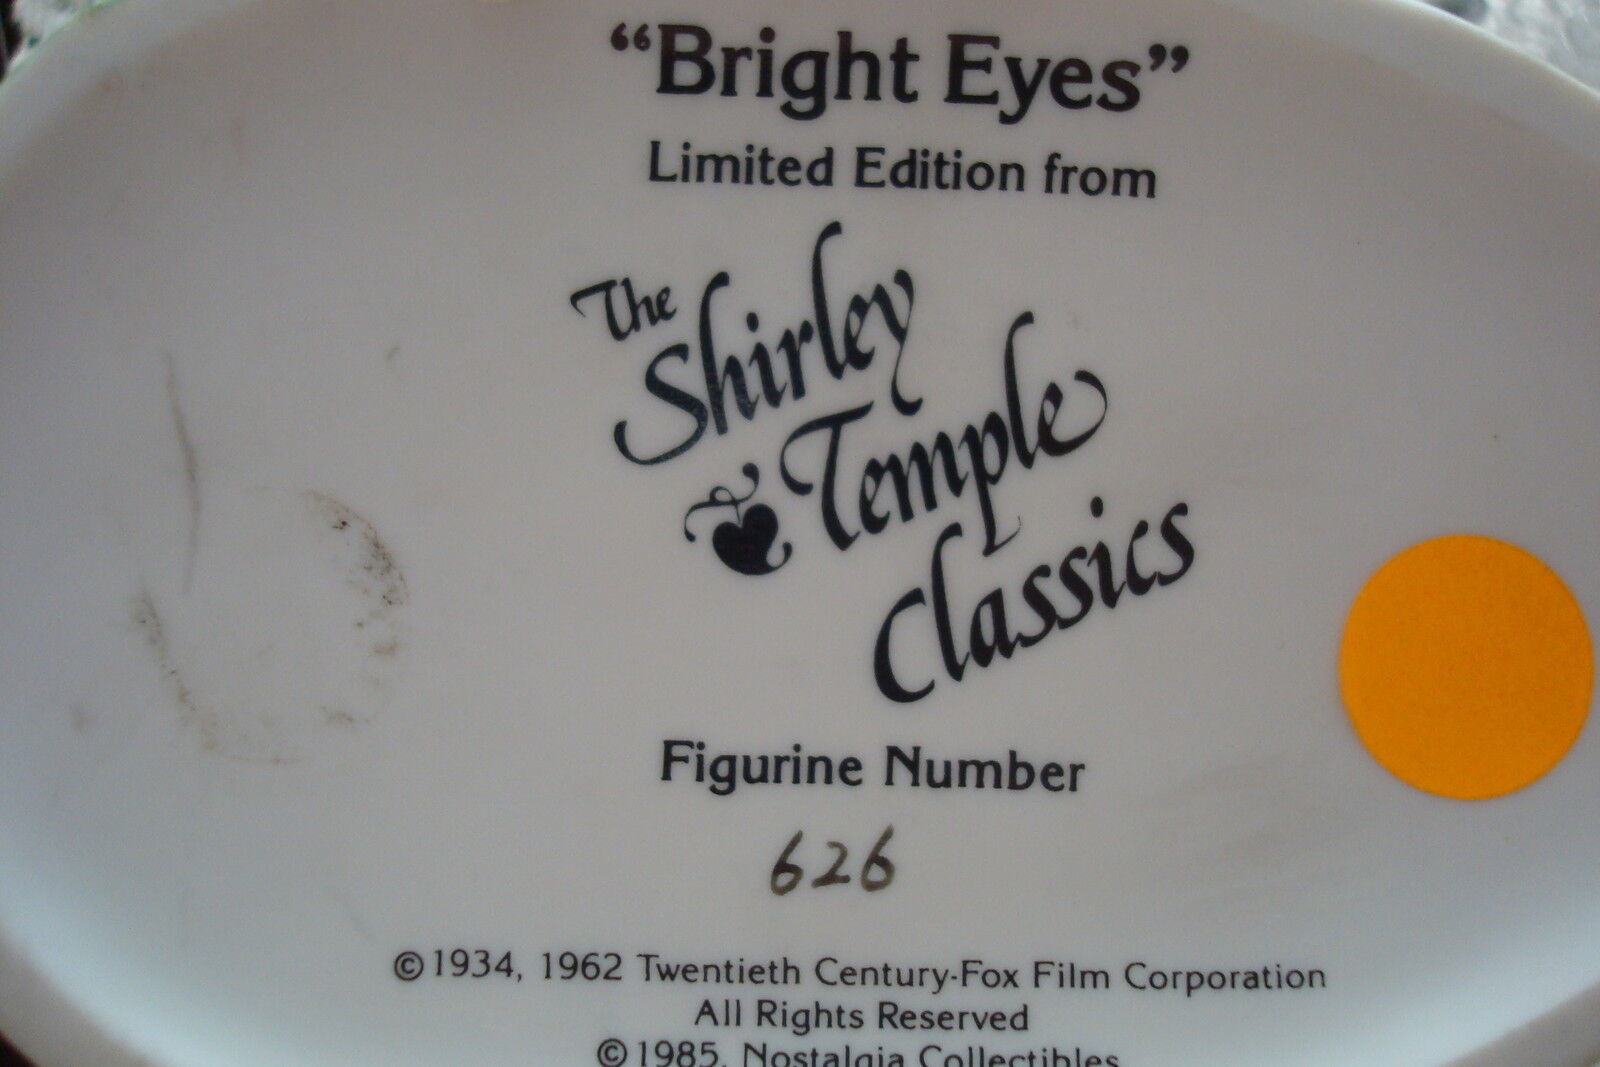 “Bright Eyes”
Limited Edition from
The
Shirley
Temple
Classics
Figurine Number
626
©1934, 1962 Twentieth Century-Fox Film Corporation
All Rights Reserved
©1985, Nostalgia Collectibles